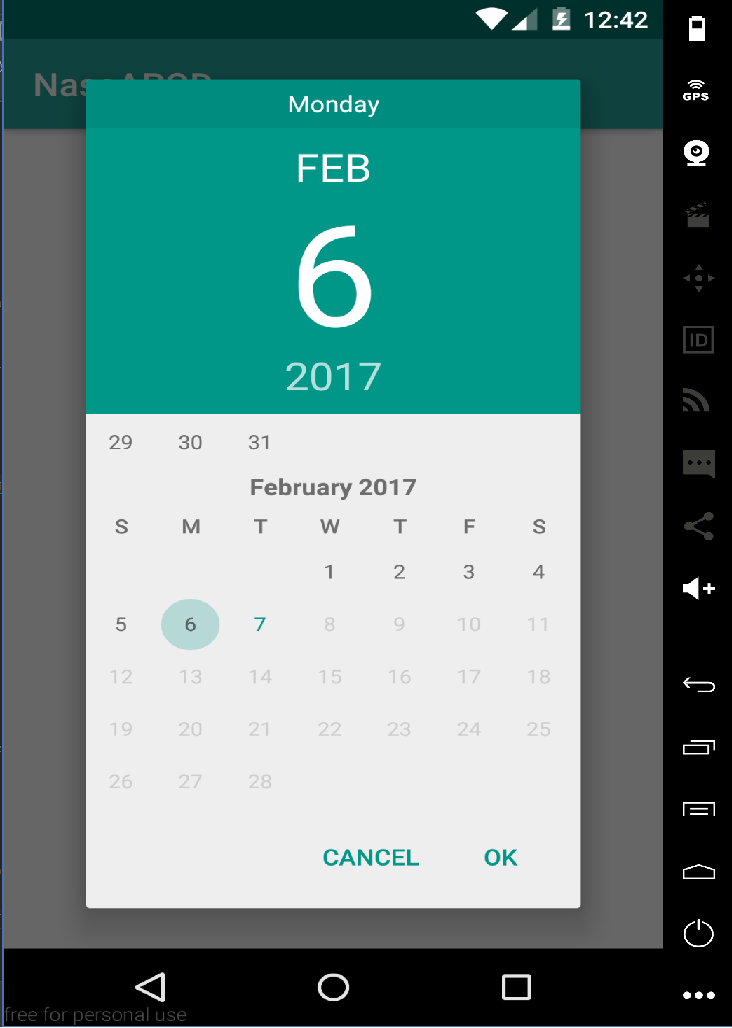 12:42
GPS
Monday
FEB
6
2017
29 30 31
February 2017
S M T W T F S
1 2 3 4
5 6 7 8 9 10 11
12 13 14 15 16 17 18
19 20 21 22 23 24 25
26 27 28
ID
CANCEL OK
free for personal use